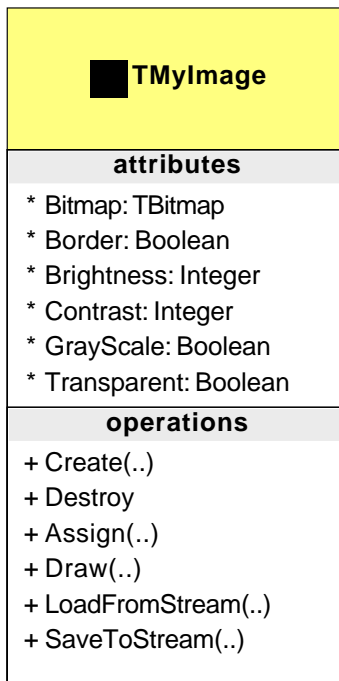 TMyImage
attributes
* Bitmap: TBitmap
* Border: Boolean
* Brightness: Integer
* Contrast: Integer
* GrayScale: Boolean
* Transparent: Boolean
operations
+ Create(..)
+ Destroy
+ Assign(..)
+ Draw(..)
+ LoadFromStream(..)
+ SaveToStream(..)